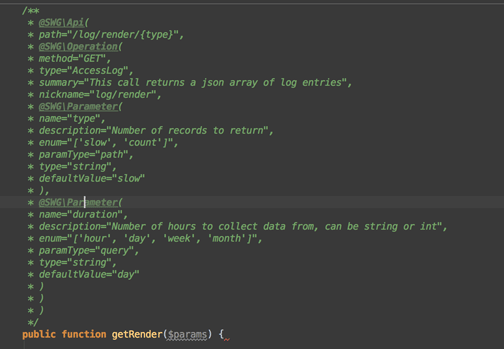 /**
* @SWG\Api(
* path="/log/render/{type}",
* @SWG\Operation(
* method="GET",
* type="AccessLog",
* summary="This call returns a json array of log entries",
* nickname="log/render",
* @SWG\Parameter(
* name="type",
* description="Number of records to return",
* enum="['slow', 'count']",
* paramType="path",
* type="string",
* defaultValue="slow"
* ),
* @SWG\Parameter(
* name="duration",
* description="Number of hours to collect data from, can be string or int",
* enum="['hour', 'day', 'week', 'month']",
* paramType="query",
* type="string",
* defaultValue="day"
* )
* )
* )
*/
public function getRender($params) {